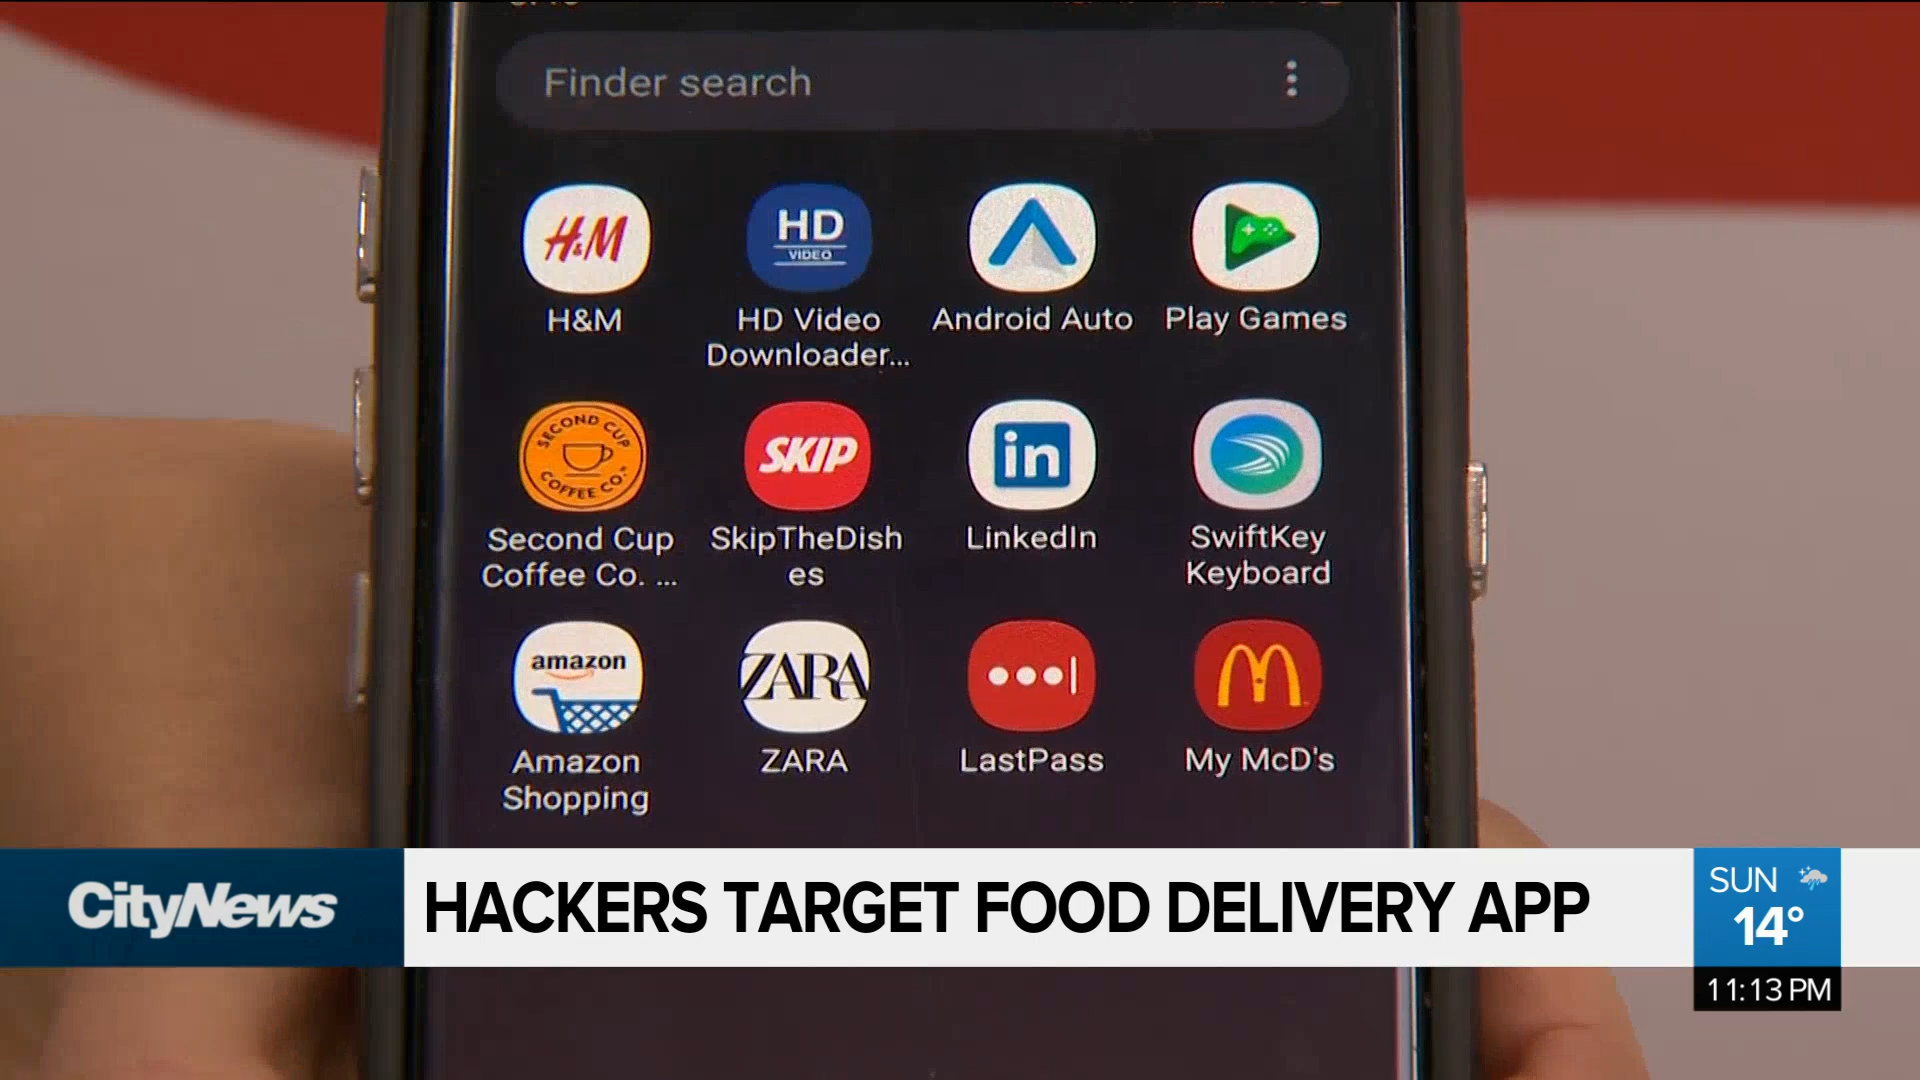 Finder search
H&M
HD
VIDEO
H&M
HD Video
Downloader...
Android Auto
Play Games
SECOND CUP
COFFEE CO.
SKIP
in
Second Cup
Coffee Co. ...
SkipTheDish
es
LinkedIn
SwiftKey
Keyboard
amazon
ZARA
Amazon
Shopping
ZARA
LastPass
My McD's
CityNews
HACKERS TARGET FOOD DELIVERY APP
SUN
14°
11:13 PM